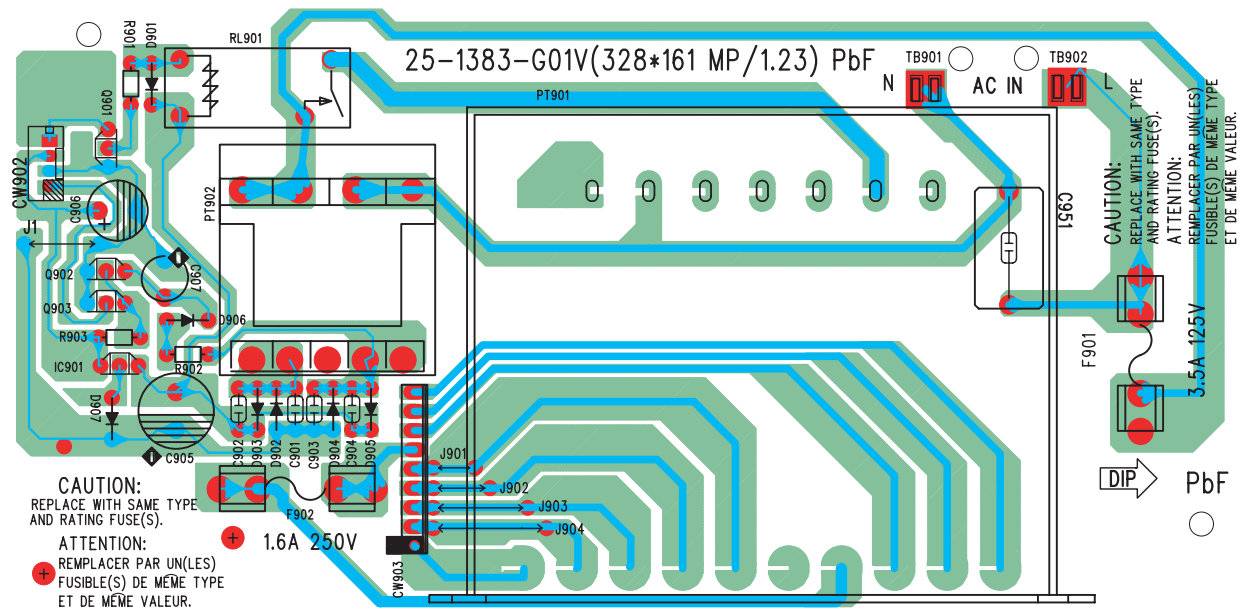 R901
D901
RL901
25-1383-G01V(328*161 MP/1.23) PbF
TB901
TB902
N
AC IN
L
PT901
Q901
CW902
C906
J1
PT902
C951
CAUTION:
REPLACE WITH SAME TYPE
AND RATING FUSE(S).
ATTENTION:
REMPLACER PAR UN(LES)
FUSIBLE(S) DE MEME TYPE
ET DE MÊME VALEUR.
Q902
C907
Q903
D906
R903
IC901
R902
F901
3.5A 125V
D907
C905
C902
D903
D902
C901
C903
D904
C904
D905
J901
J902
J903
J904
DIP
PbF
CAUTION:
REPLACE WITH SAME TYPE
AND RATING FUSE(S).
F902
1.6A 250V
ATTENTION:
REMPLACER PAR UN(LES)
FUSIBLE(S) DE MÊME TYPE
ET DE MÊME VALEUR.
CW903